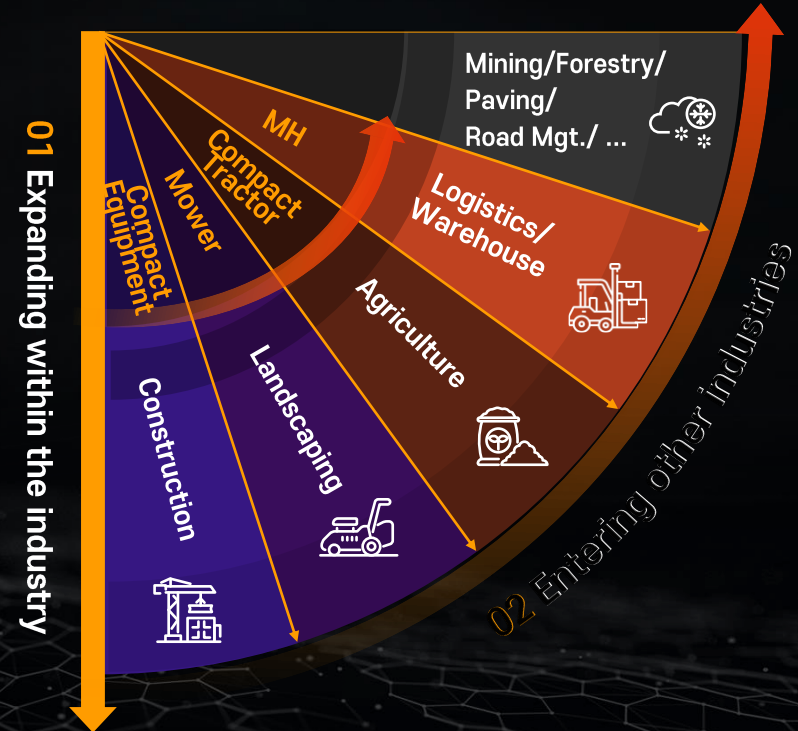 01 Expanding within the industry
Compact
Equipment
Mower
Compact
Tractor
MH
Construction
Landscaping
Agriculture
Logistics/
Warehouse
Mining/Forestry/
Paving/
Road Mgt./ ...
02 Entering other industries